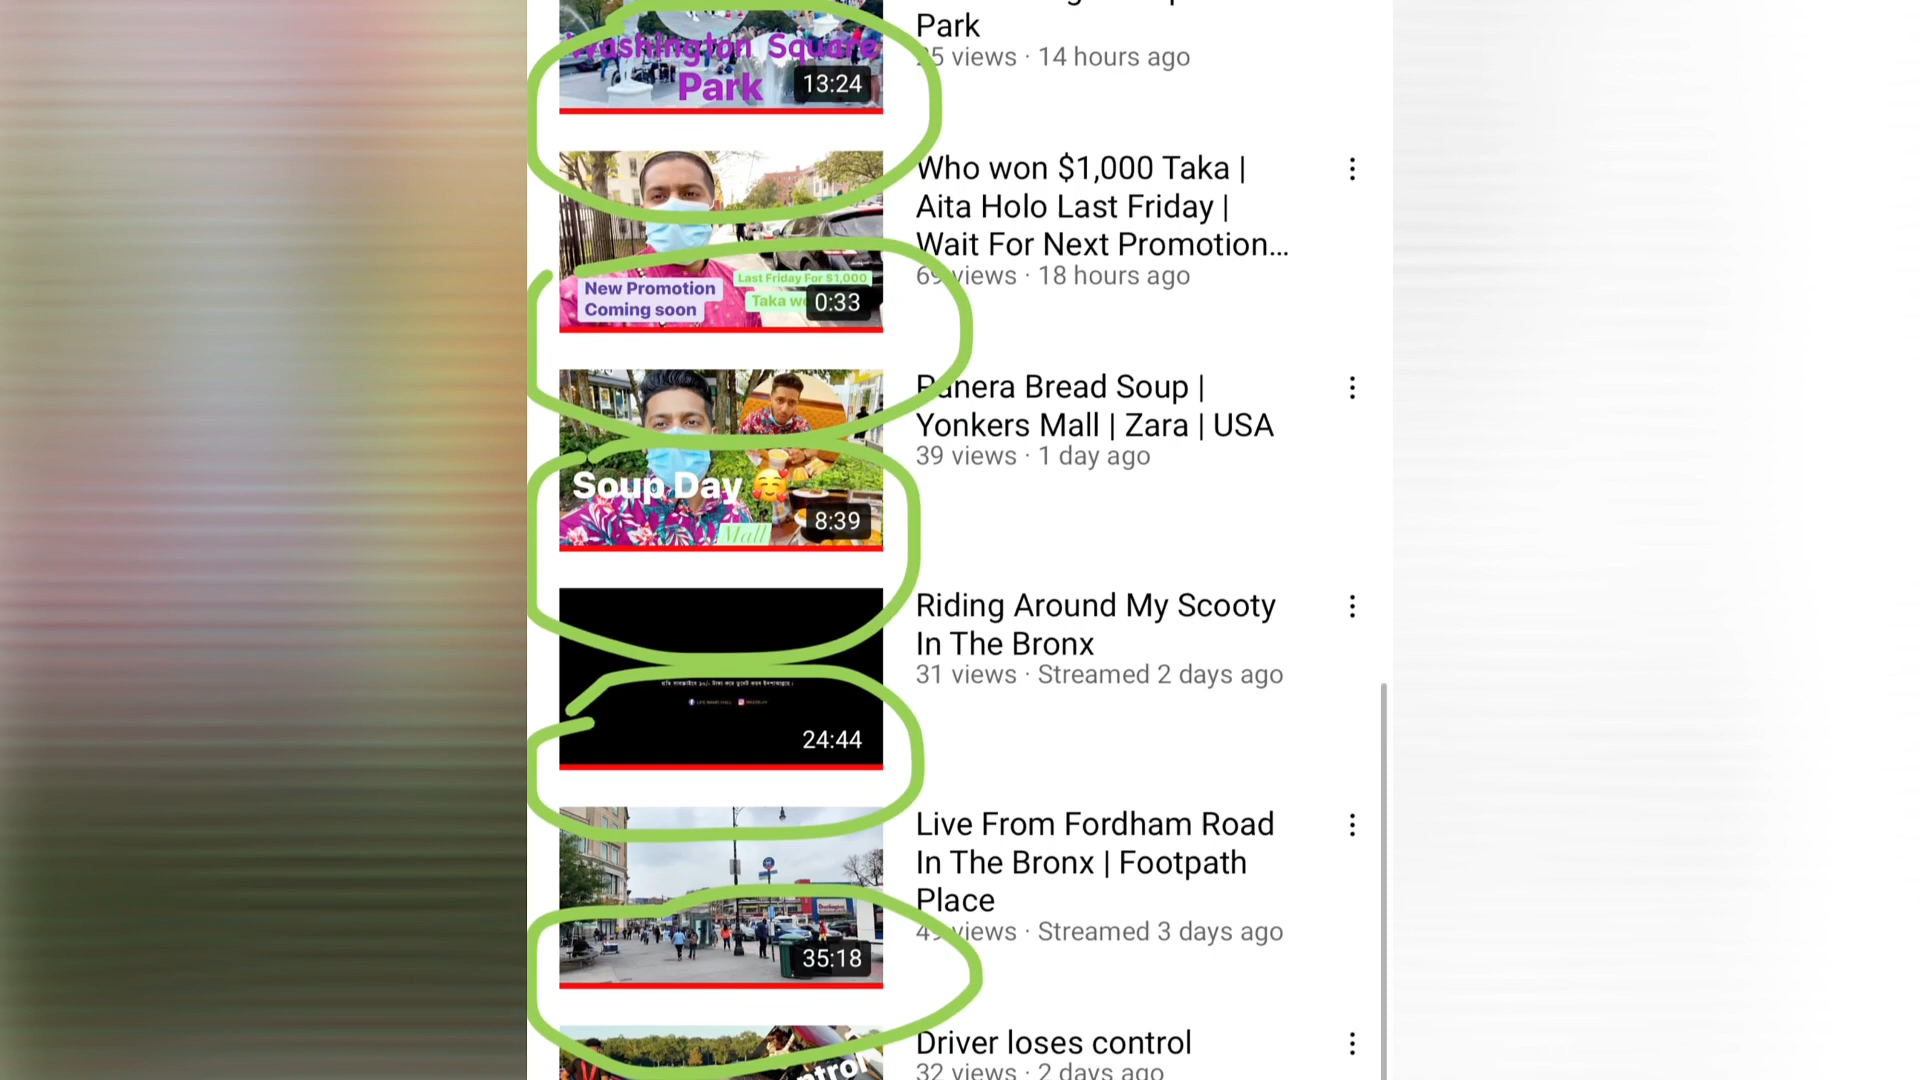 Park
views · 14 hours ago
Washington Square
Park
13:24
Who won $1,000 Taka |
Aita Holo Last Friday |
Wait For Next Promotion...
69 views · 18 hours ago
Last Friday For $1,000
New Promotion
Coming soon
Taka
0:33
Panera Bread Soup |
Yonkers Mall | Zara | USA
39 views · 1 day ago
Soup Day
Mall
8:39
Riding Around My Scooty
In The Bronx
31 views · Streamed 2 days ago
24:44
Live From Fordham Road
In The Bronx | Footpath
Place
views · Streamed 3 days ago
35:18
Driver loses control
32 views · 2 days ago